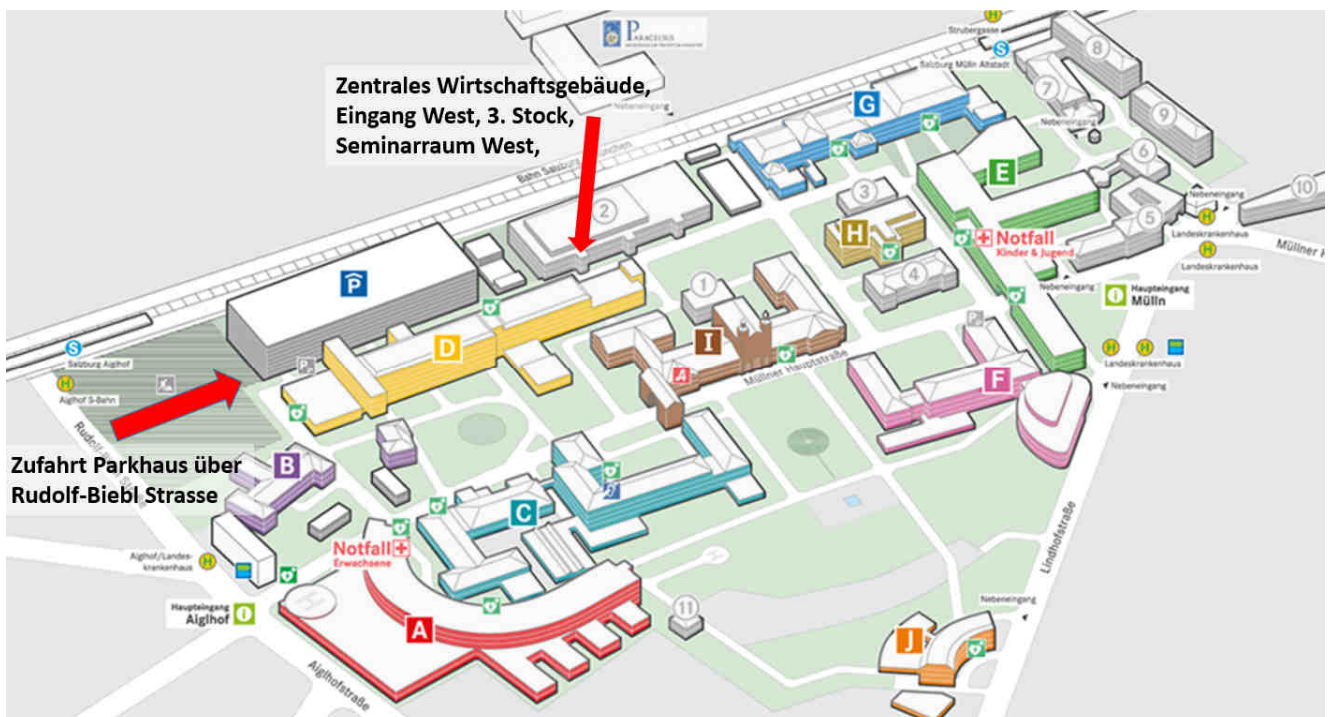 PARACELSUS
Strubergasse
Salzburg Mülln Altstadt
Zentrales Wirtschaftsgebäude,
Eingang West, 3. Stock,
Seminarraum West,
Nebeneingang
Bahn Salzburg München
G
8
7
9
Nebeneingang
6
E
10
Nebeneingang
5
Landeskrankenhaus
3
2
H
Notfall
Kinder & Jugend
Müllner H
Landeskrankenhaus
4
Nebeneingang
Haupteingang
Mülln
P
1
I
D
Müllner Hauptstraße
Landeskrankenhaus
Nebeneingang
F
Salzburg Aiglhof
Aiglhof S-Bahn
Zufahrt Parkhaus über
Rudolf-Biebl Strasse
B
C
Notfall
Erwachsene
Aiglhof/Landes-
krankenhaus
Haupteingang
Aiglhof
A
Aiglhofstraße
Lindhofstraße
11
Nebeneingang
J